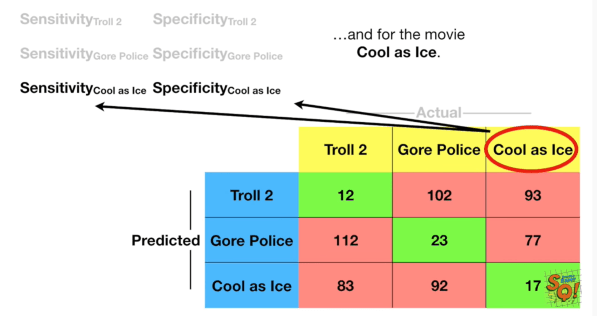 SensitivityTroll 2 SpecificityTroll 2
SensitivityGore Police SpecificityGore Police
SensitivityCool as Ice SpecificityCool as Ice
…and for the movie
Cool as Ice.
Actual
Troll 2 Gore Police Cool as Ice
Troll 2 12 102 93
Predicted Gore Police 112 23 77
Cool as Ice 83 92 17
SQ!